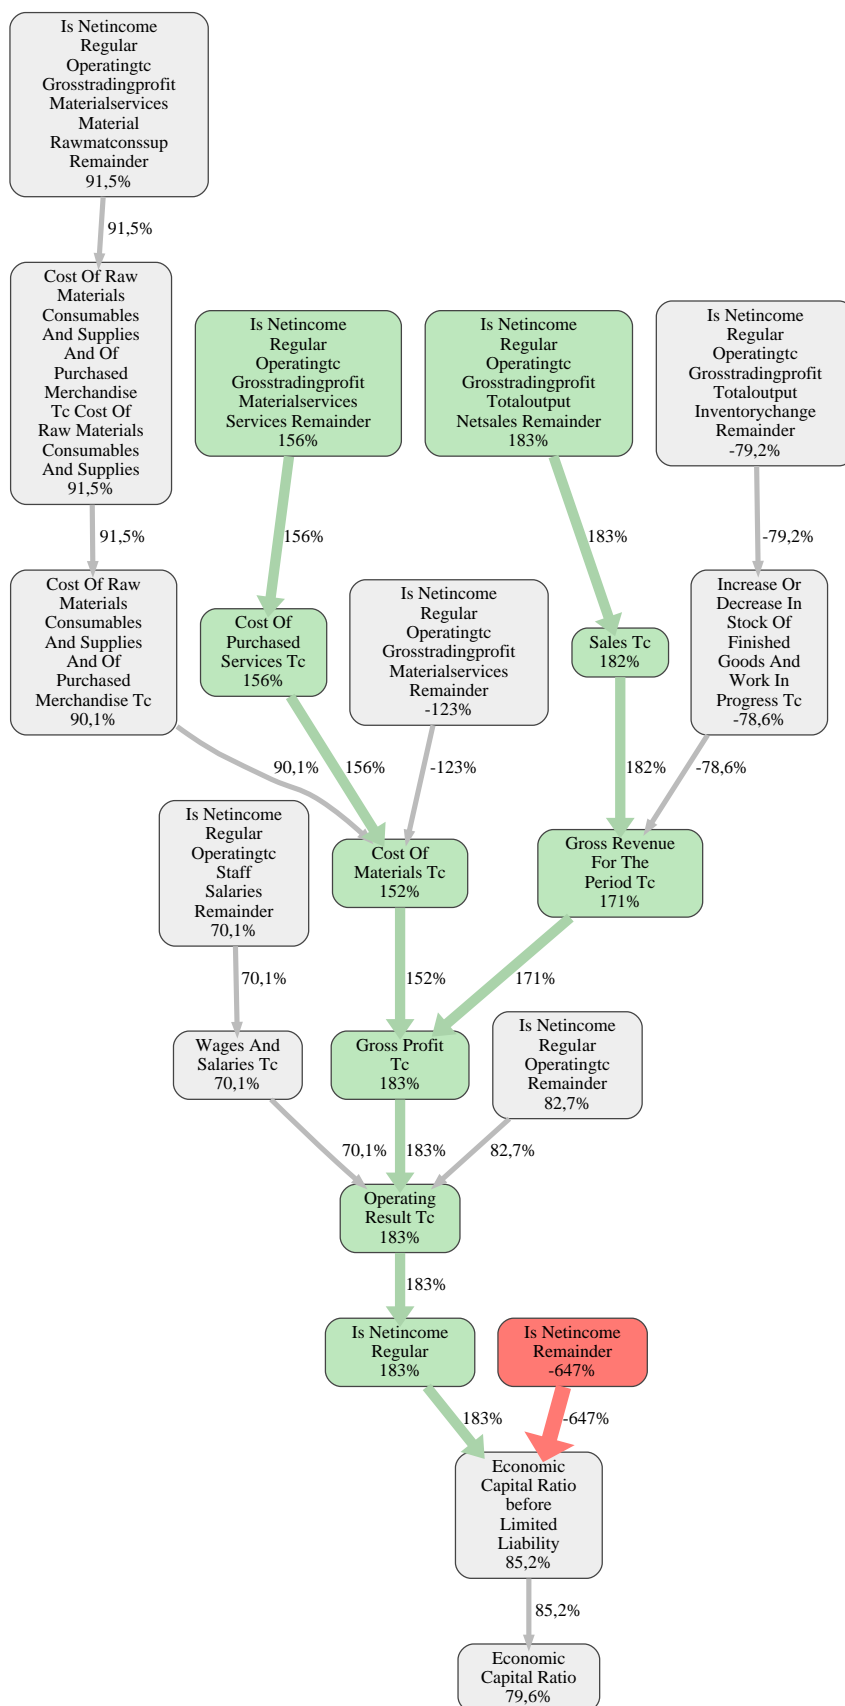 Is Netincome
Regular
Operatingtc
Grosstradingprofit
Materialservices
Material
Rawmatconssup
Remainder
91,5%
91,5%
Cost Of Raw
Materials
Consumables
And Supplies
And Of
Purchased
Merchandise
Tc Cost Of
Raw Materials
Consumables
And Supplies
91,5%
Is Netincome
Regular
Operatingtc
Grosstradingprofit
Materialservices
Services Remainder
156%
Is Netincome
Regular
Operatingtc
Grosstradingprofit
Totaloutput
Netsales Remainder
183%
Is Netincome
Regular
Operatingtc
Grosstradingprofit
Totaloutput
Inventorychange
Remainder
-79,2%
91,5%
156%
183%
-79,2%
Cost Of Raw
Materials
Consumables
And Supplies
And Of
Purchased
Merchandise Tc
90,1%
Cost Of
Purchased
Services Tc
156%
Is Netincome
Regular
Operatingtc
Grosstradingprofit
Materialservices
Remainder
-123%
Sales Tc
182%
Increase Or
Decrease In
Stock Of
Finished
Goods And
Work In
Progress Tc
-78,6%
90,1%
156%
-123%
182%
-78,6%
Is Netincome
Regular
Operatingtc
Staff
Salaries
Remainder
70,1%
Cost Of
Materials Tc
152%
Gross Revenue
For The
Period Tc
171%
70,1%
152%
171%
Wages And
Salaries Tc
70,1%
Gross Profit
Tc
183%
Is Netincome
Regular
Operatingtc
Remainder
82,7%
70,1%
183%
82,7%
Operating
Result Tc
183%
183%
Is Netincome
Regular
183%
Is Netincome
Remainder
-647%
183%
-647%
Economic
Capital Ratio
before
Limited
Liability
85,2%
85,2%
Economic
Capital Ratio
79,6%